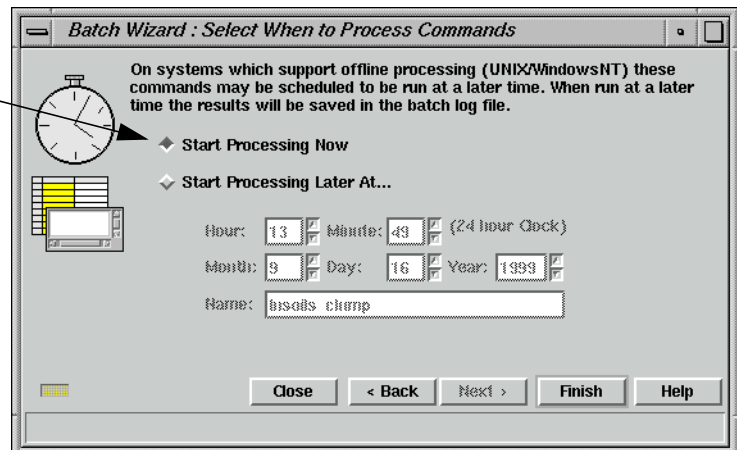 Batch Wizard : Select When to Process Commands
On systems which support offline processing (UNIX/WindowsNT) these
commands may be scheduled to be run at a later time. When run at a later
time the results will be saved in the batch log file.
Start Processing Now
Start Processing Later At...
Hour: 13 Minute: 49 (24 hour Clock)
Month: 9 Day: 16 Year: 1999
Name:
Close < Back Next > Finish Help